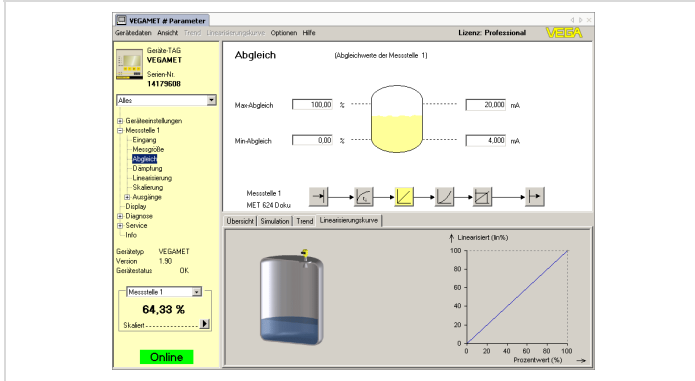 VEGAMET # Parameter
Gerätedaten Ansicht Trend Linearisierungskurve Optionen Hilfe
Lizenz: Professional
VEGA
Geräte-TAG
VEGAMET
Serien-Nr.
14179608
Alles
Geräteeinstellungen
Messstelle 1
Eingang
Messgröße
Abgleich
Dämpfung
Linearisierung
Skalierung
Ausgänge
Display
Diagnose
Service
Info
Gerätetyp VEGAMET
Version 1.90
Gerätestatus OK
Messstelle 1
64,33 %
Skaliert
Online
Abgleich
(Abgleichwerte der Messstelle 1)
Max-Abgleich 100,00 % 20,000 mA
Min-Abgleich 0,00 % 4,000 mA
Messstelle 1
MET 624 Doku
Übersicht Simulation Trend Linearisierungskurve
Linearisiert (lin%)
100
80
60
40
20
0
0 20 40 60 80 100
Prozentwert (%)